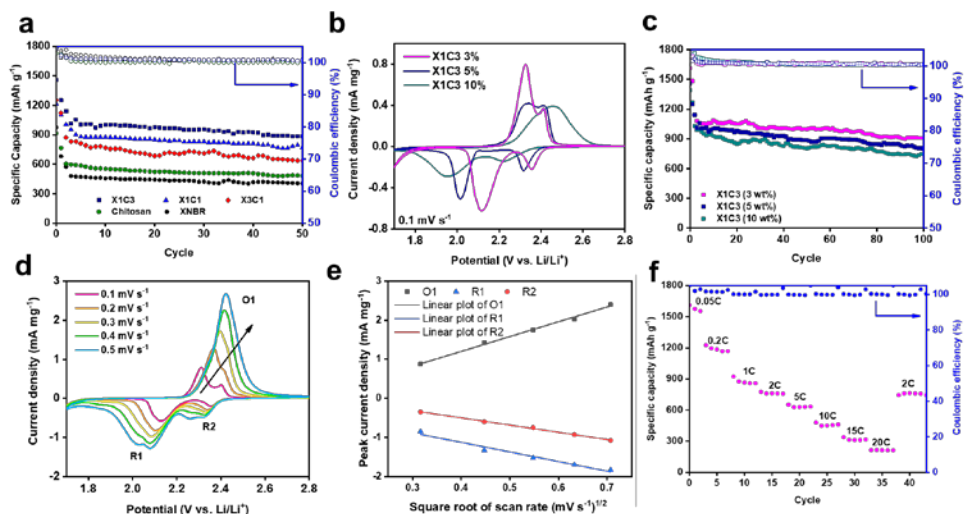 a
1800
1500
1200
900
600
300
0
Specific Capacity (mAh g⁻¹)
100
90
80
70
60
50
Coulombic efficiency (%)
X1C3
X1C1
X3C1
Chitosan
XNBR
0
10
20
30
40
50
Cycle
b
0.8
0.4
0.0
-0.4
-0.8
Current density (mA mg⁻¹)
X1C3 3%
X1C3 5%
X1C3 10%
0.1 mV s⁻¹
1.8
2.0
2.2
2.4
2.6
2.8
Potential (V vs. Li/Li⁺)
c
1800
1500
1200
900
600
300
0
Specific capacity (mAh g⁻¹)
100
90
80
70
60
50
Coulombic efficiency (%)
X1C3 (3 wt%)
X1C3 (5 wt%)
X1C3 (10 wt%)
0
20
40
60
80
100
Cycle
d
3
2
1
0
-1
-2
Current density (mA mg⁻¹)
0.1 mV s⁻¹
0.2 mV s⁻¹
0.3 mV s⁻¹
0.4 mV s⁻¹
0.5 mV s⁻¹
O1
R1
R2
1.8
2.0
2.2
2.4
2.6
2.8
Potential (V vs. Li/Li⁺)
e
3
2
1
0
-1
-2
Peak current density (mA mg⁻¹)
O1
R1
R2
Linear plot of O1
Linear plot of R1
Linear plot of R2
0.3
0.4
0.5
0.6
0.7
Square root of scan rate (mV s⁻¹)¹ᐟ²
f
1800
1500
1200
900
600
300
0
Specific capacity (mAh g⁻¹)
0.05C
0.2C
1C
2C
5C
10C
15C
20C
2C
100
80
60
40
20
0
Coulombic efficiency (%)
0
5
10
15
20
25
30
35
40
Cycle